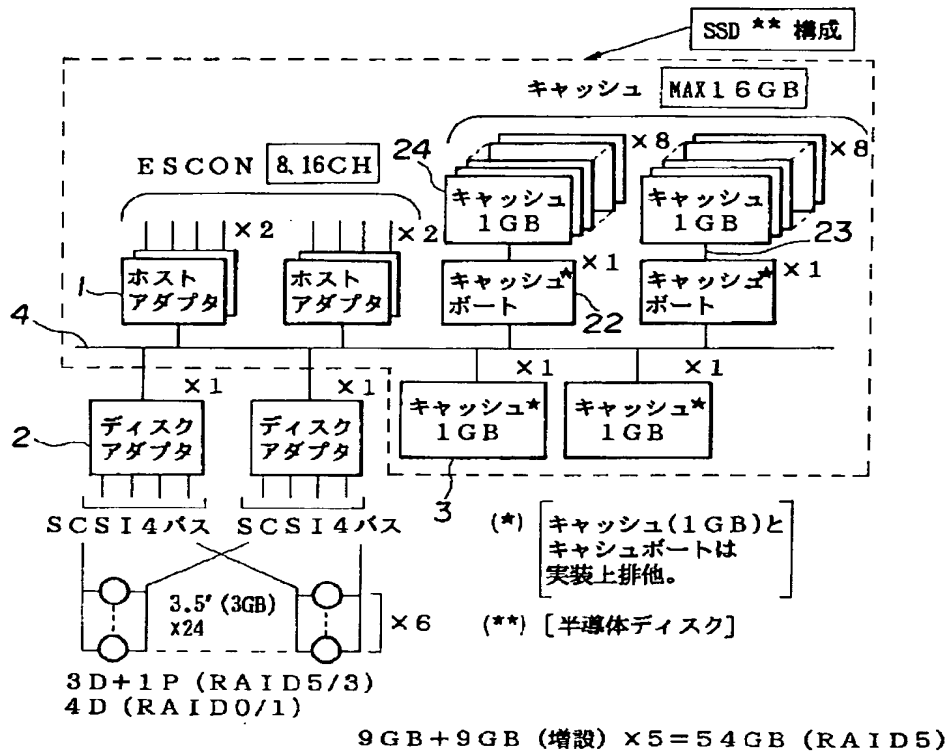 SSD ** 構成
キャッシュ MAX16GB
ESCON 8、16CH
24
×8
×8
キャッシュ
1GB
キャッシュ
1GB
23
×2
×2
1
ホスト
アダプタ
ホスト
アダプタ
×1
キャッシュ*
ボート
22
×1
キャッシュ*
ボート
4
×1
×1
×1
×1
2
ディスク
アダプタ
ディスク
アダプタ
キャッシュ*
1GB
キャッシュ*
1GB
3
SCSI4バス
SCSI4バス
(*) キャッシュ(1GB)と
キャシュボートは
実装上排他。
3.5' (3GB)
x24
×6
(**) [半導体ディスク]
3D+1P (RAID5/3)
4D (RAID0/1)
9GB+9GB (増設) ×5=54GB (RAID5)